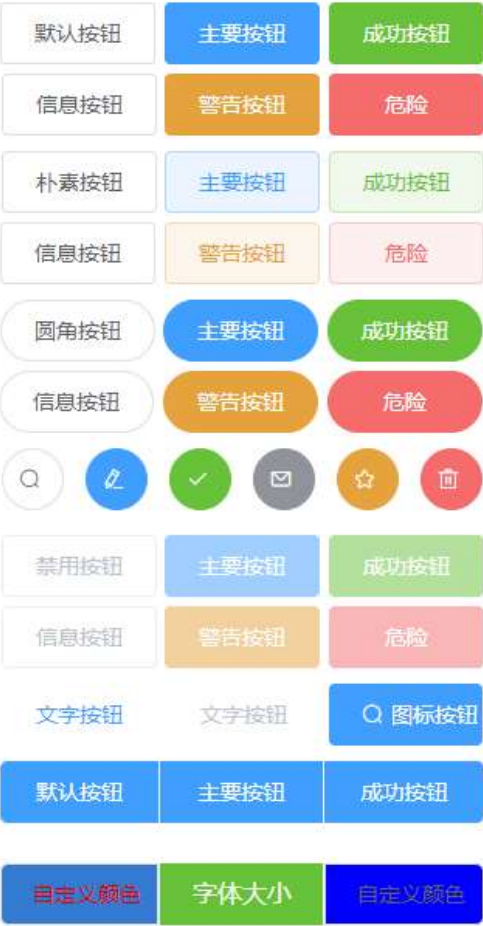 默认按钮 主要按钮 成功按钮
信息按钮 警告按钮 危险
朴素按钮 主要按钮 成功按钮
信息按钮 警告按钮 危险
圆角按钮 主要按钮 成功按钮
信息按钮 警告按钮 危险
禁用按钮 主要按钮 成功按钮
信息按钮 警告按钮 危险
文字按钮 文字按钮 图标按钮
默认按钮 主要按钮 成功按钮
自定义颜色 字体大小 自定义颜色